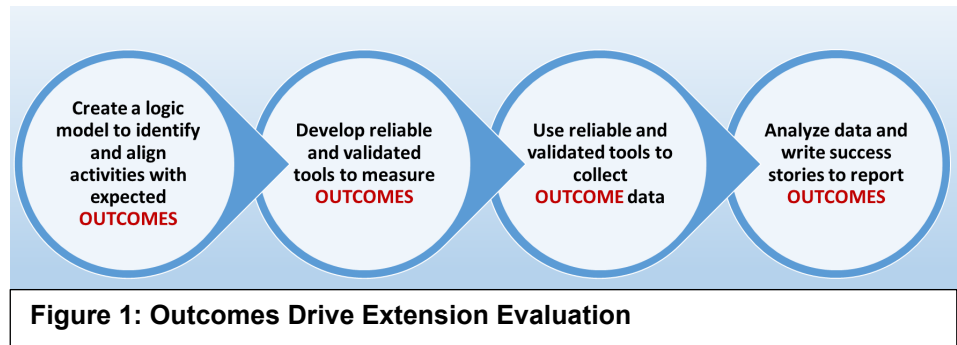 Create a logic
model to identify
and align
activities with
expected
OUTCOMES
Develop reliable
and validated
tools to measure
OUTCOMES
Use reliable and
validated tools to
collect
OUTCOME data
Analyze data and
write success
stories to report
OUTCOMES
Figure 1: Outcomes Drive Extension Evaluation